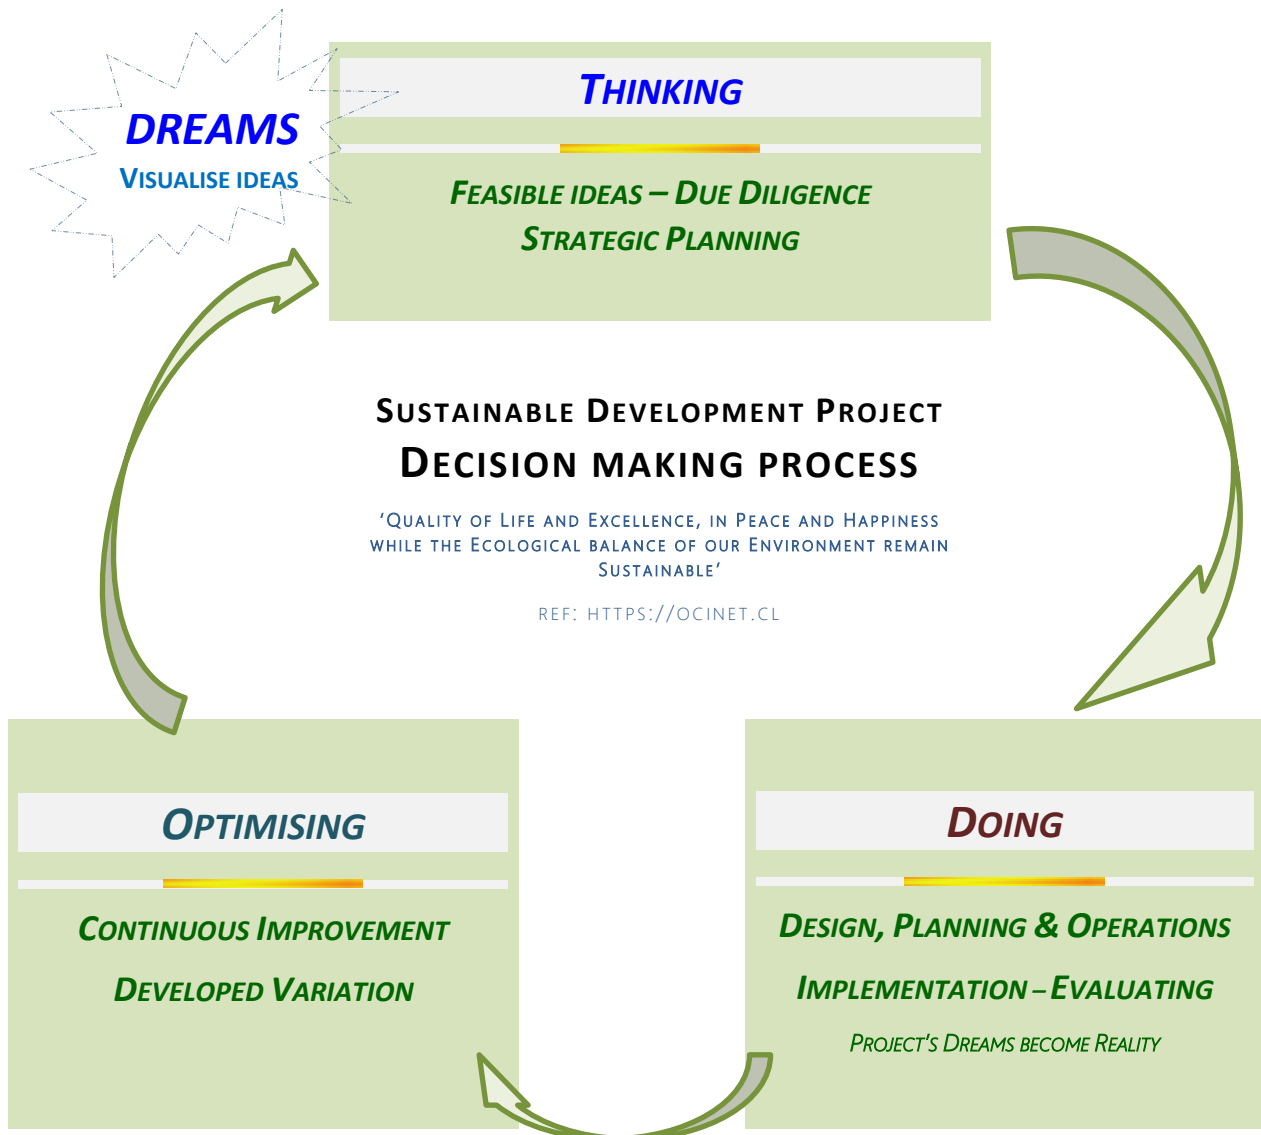 DREAMS
VISUALISE IDEAS
THINKING
FEASIBLE IDEAS – DUE DILIGENCE
STRATEGIC PLANNING
SUSTAINABLE DEVELOPMENT PROJECT
DECISION MAKING PROCESS
‘QUALITY OF LIFE AND EXCELLENCE, IN PEACE AND HAPPINESS
WHILE THE ECOLOGICAL BALANCE OF OUR ENVIRONMENT REMAIN
SUSTAINABLE’
REF: HTTPS://OCINET.CL
OPTIMISING
CONTINUOUS IMPROVEMENT
DEVELOPED VARIATION
DOING
DESIGN, PLANNING & OPERATIONS
IMPLEMENTATION – EVALUATING
PROJECT’S DREAMS BECOME REALITY